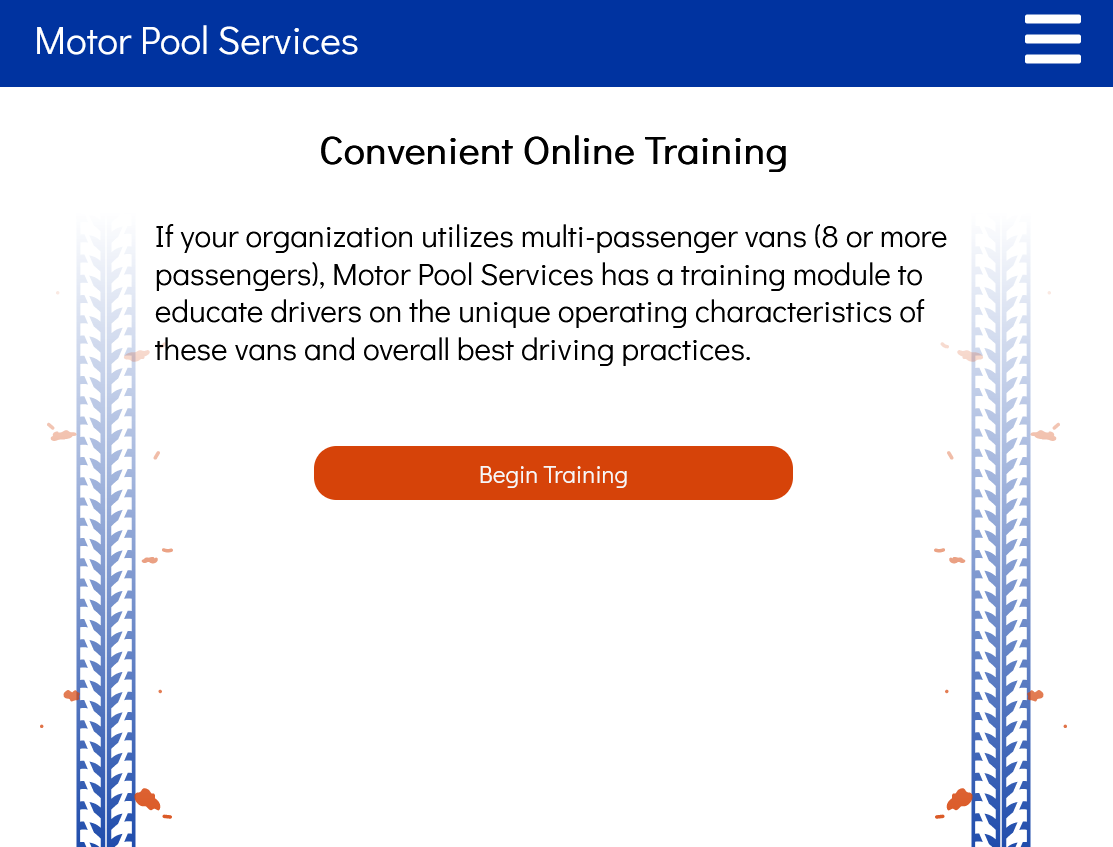 Motor Pool Services
Convenient Online Training
If your organization utilizes multi-passenger vans (8 or more
passengers), Motor Pool Services has a training module to
educate drivers on the unique operating characteristics of
these vans and overall best driving practices.
Begin Training